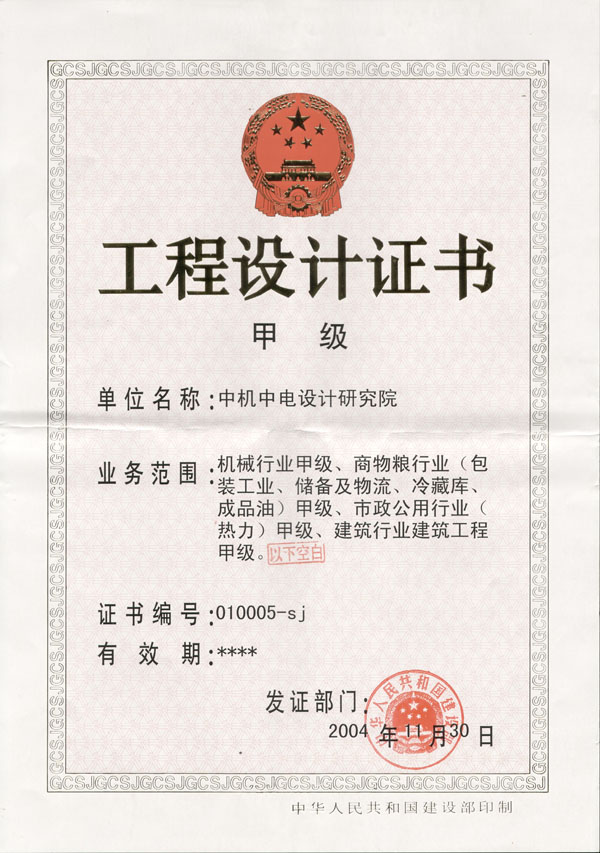 GCSJGCSJGCSJGCSJGCSJGCSJGCSJGCSJGCSJGCSJGCSJGCSJ
工程设计证书
甲 级
单位名称:中机中电设计研究院
业务范围:机械行业甲级、商物粮行业（包
装工业、储备及物流、冷藏库、
成品油）甲级、市政公用行业（
热力）甲级、建筑行业建筑工程
甲级。以下空白
证书编号:010005-sj
有 效 期:****
发证部门:
中华人民共和国建设部
2004 年 11 月 30 日
中华人民共和国建设部印制